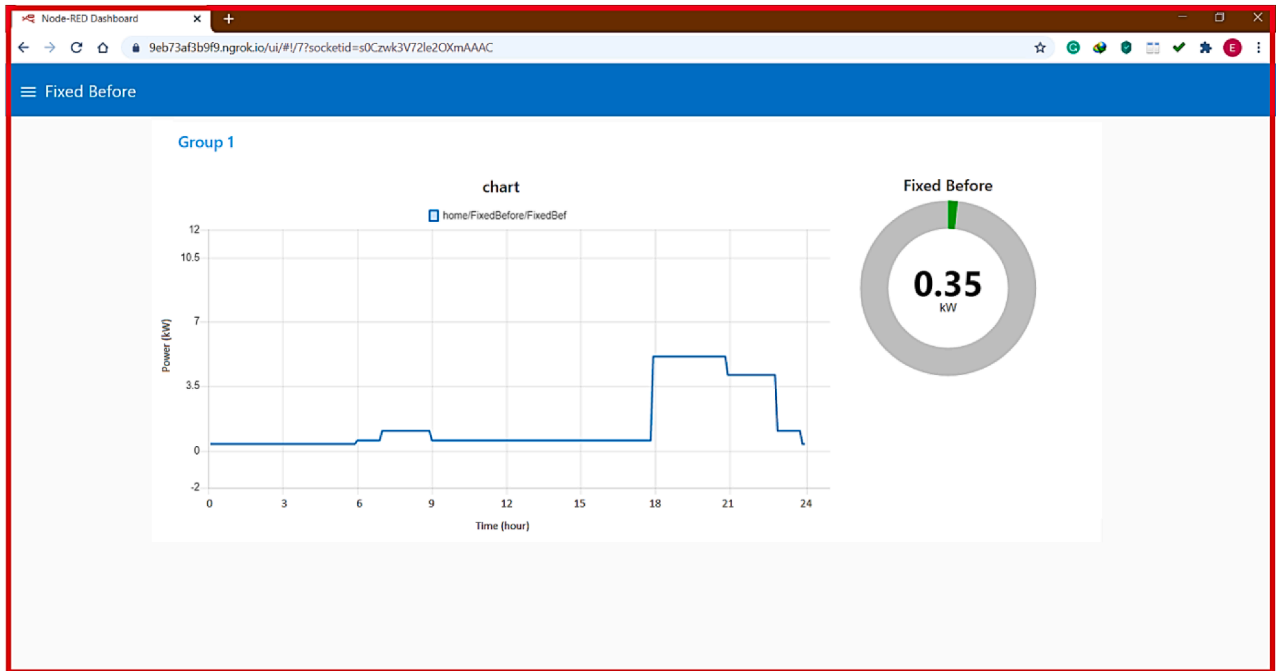 Node-RED Dashboard
9eb73af3b9f9.ngrok.io/ui/#!/7?socketid=s0Czwk3V72le2OXmAAAC
E
Fixed Before
Group 1
chart
home/FixedBefore/FixedBef
12
10.5
7
3.5
0
-2
Power (kW)
0 3 6 9 12 15 18 21 24
Time (hour)
Fixed Before
0.35
kW